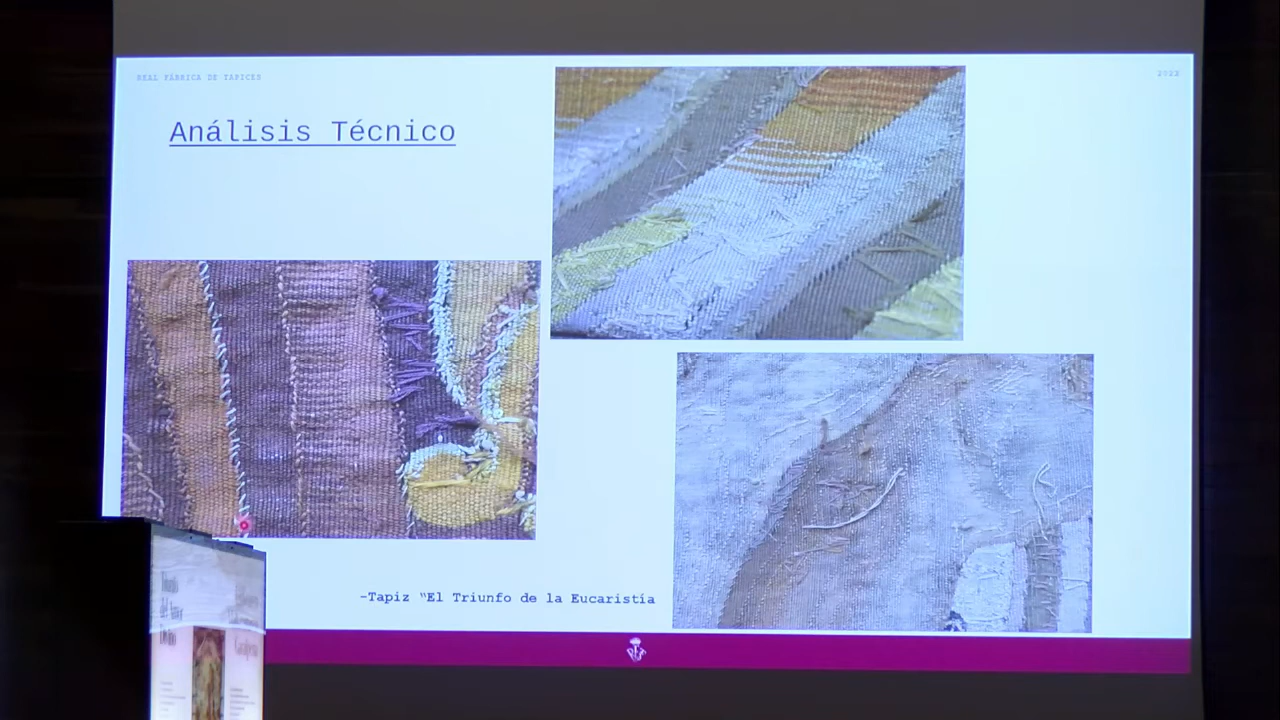 REAL FÁBRICA DE TAPICES
2022
Análisis Técnico
-Tapiz “El Triunfo de la Eucaristía